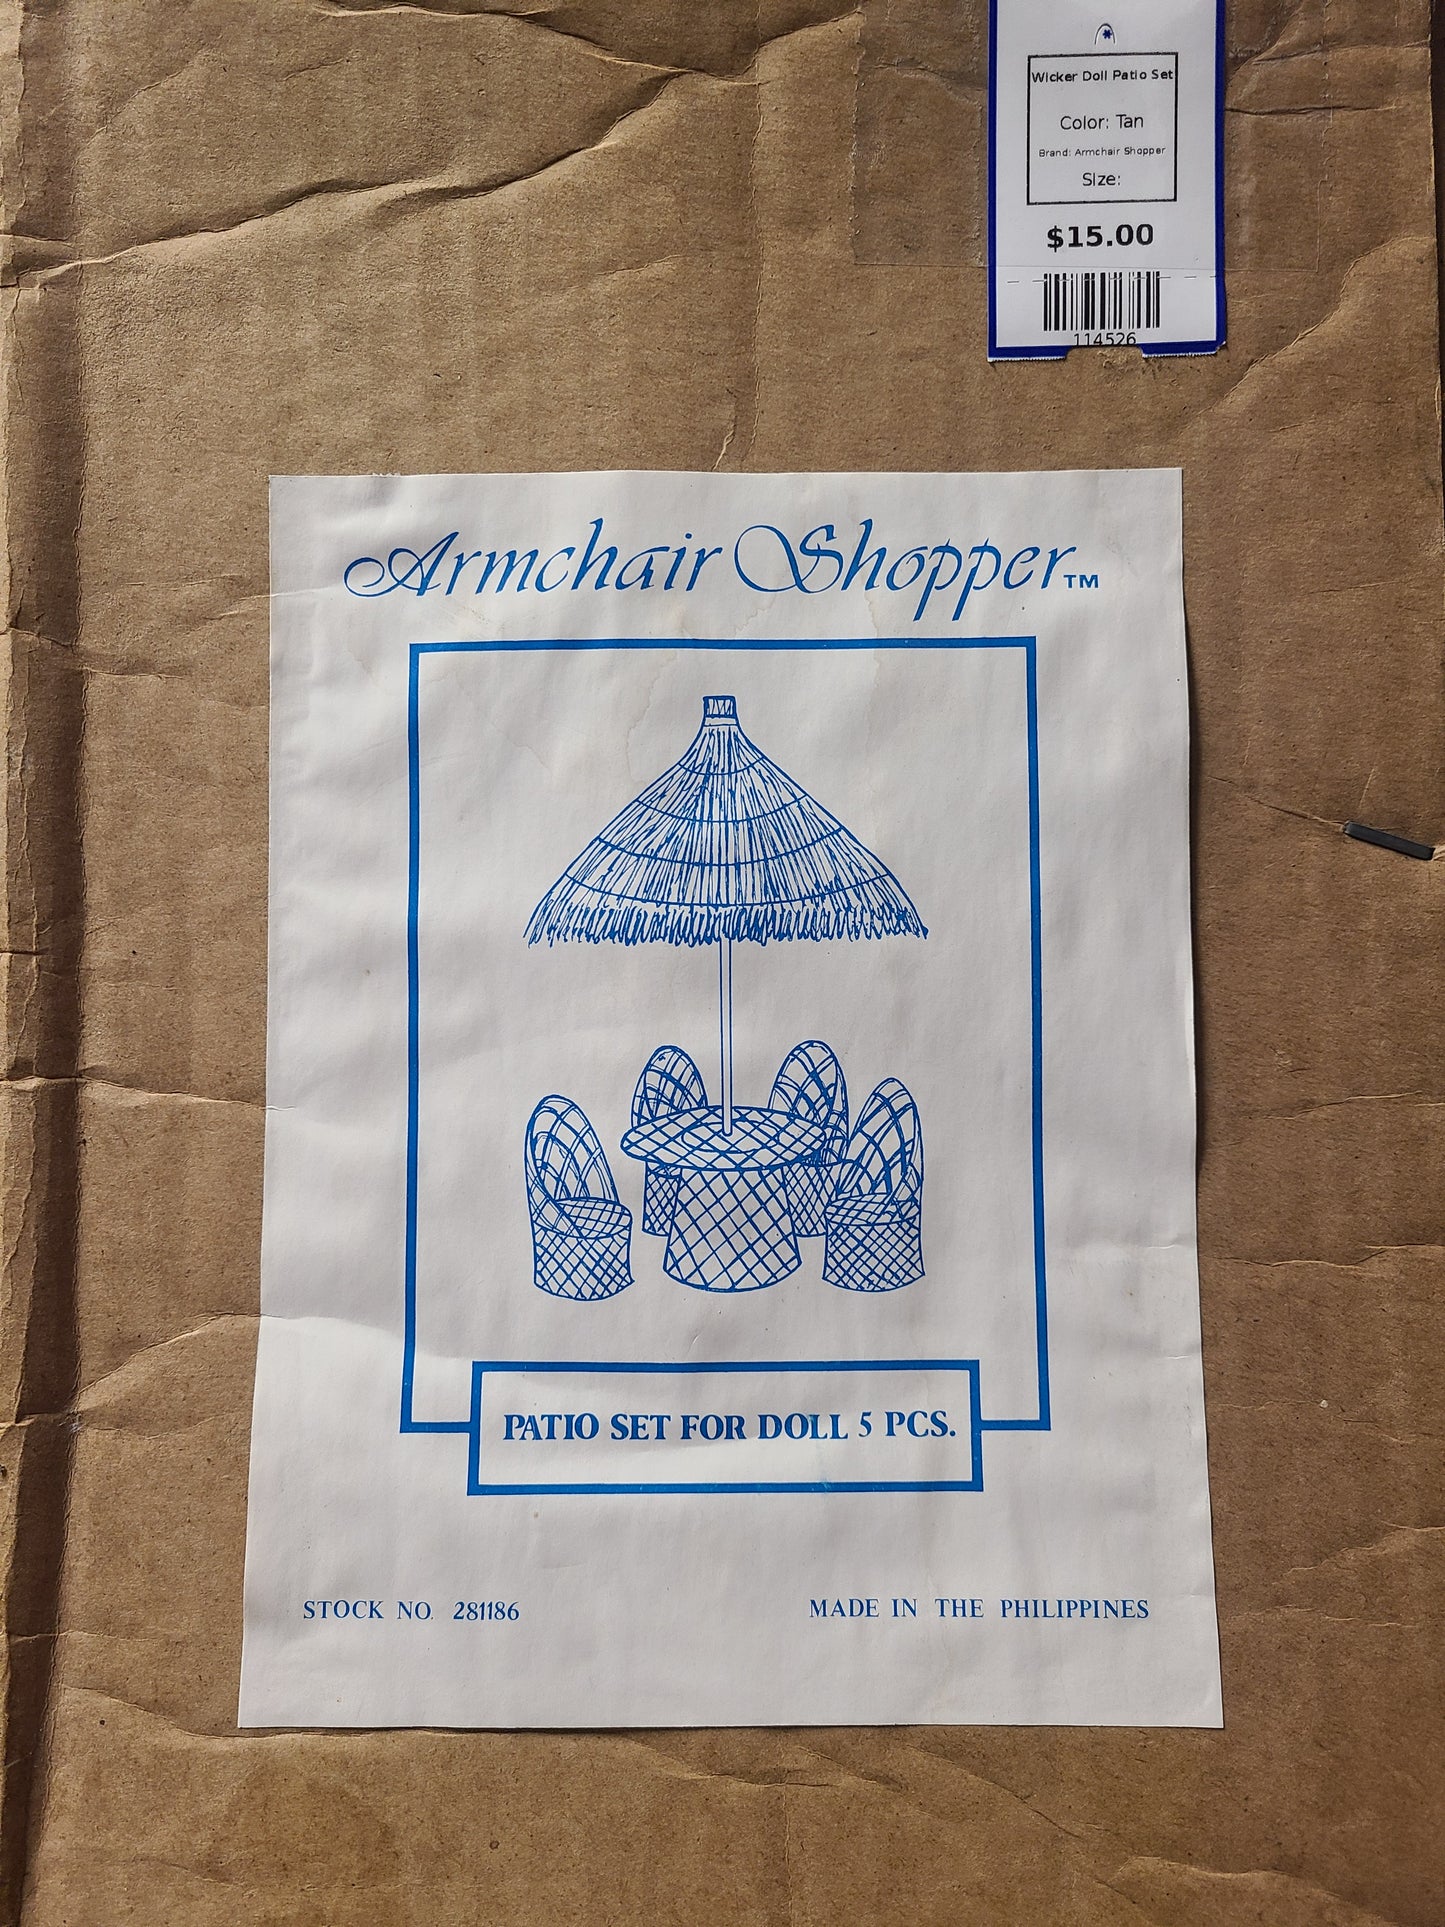 Wicker Doll Patio Set
Color: Tan
Brand: Armchair Shopper
Size:
$15.00
114526
Armchair Shopper™
PATIO SET FOR DOLL 5 PCS.
STOCK NO. 281186
MADE IN THE PHILIPPINES